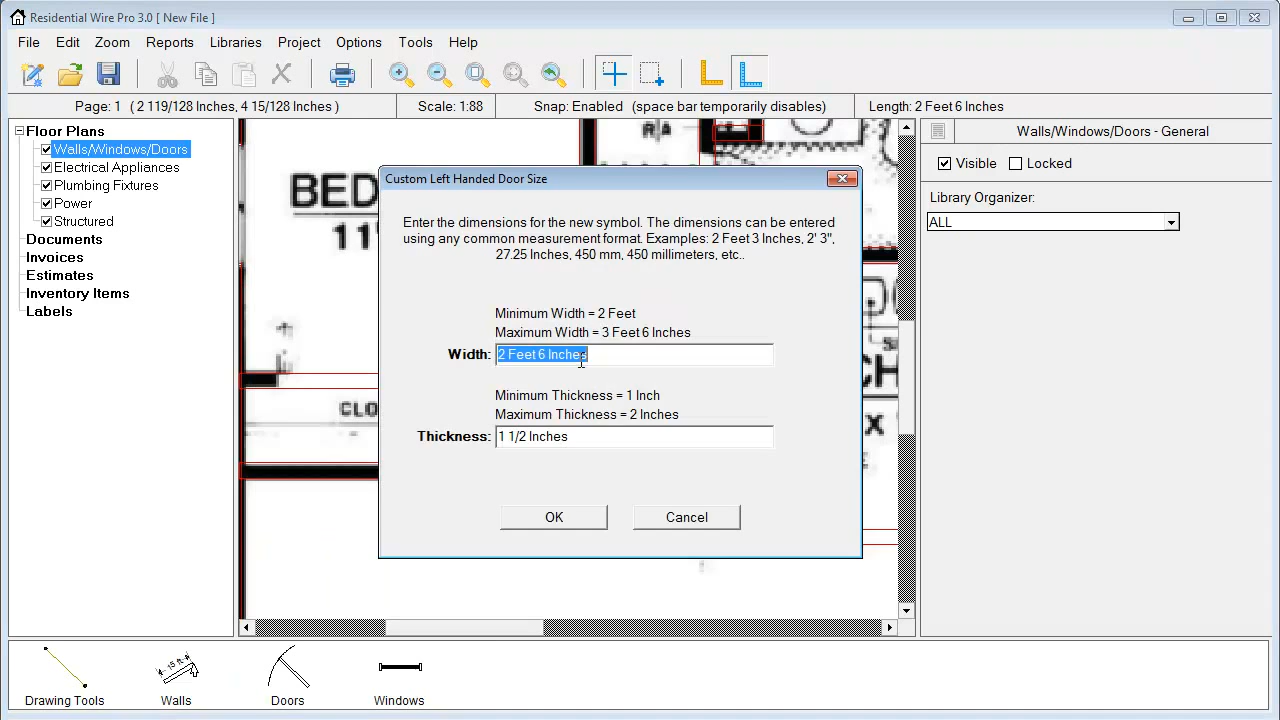 Residential Wire Pro 3.0 [ New File ]
File Edit Zoom Reports Libraries Project Options Tools Help
Page: 1 ( 2 119/128 Inches, 4 15/128 Inches )
Scale: 1:88
Snap: Enabled (space bar temporarily disables)
Length: 2 Feet 6 Inches
Floor Plans
Walls/Windows/Doors
Electrical Appliances
Plumbing Fixtures
Power
Structured
Documents
Invoices
Estimates
Inventory Items
Labels
R/A
BED
11'
CLO
CH
X
Custom Left Handed Door Size
Enter the dimensions for the new symbol. The dimensions can be entered
using any common measurement format. Examples: 2 Feet 3 Inches, 2' 3",
27.25 Inches, 450 mm, 450 millimeters, etc..
Minimum Width = 2 Feet
Maximum Width = 3 Feet 6 Inches
Width: 2 Feet 6 Inches
Minimum Thickness = 1 Inch
Maximum Thickness = 2 Inches
Thickness: 1 1/2 Inches
OK Cancel
Walls/Windows/Doors - General
Visible Locked
Library Organizer:
ALL
15 ft.
Drawing Tools
Walls
Doors
Windows